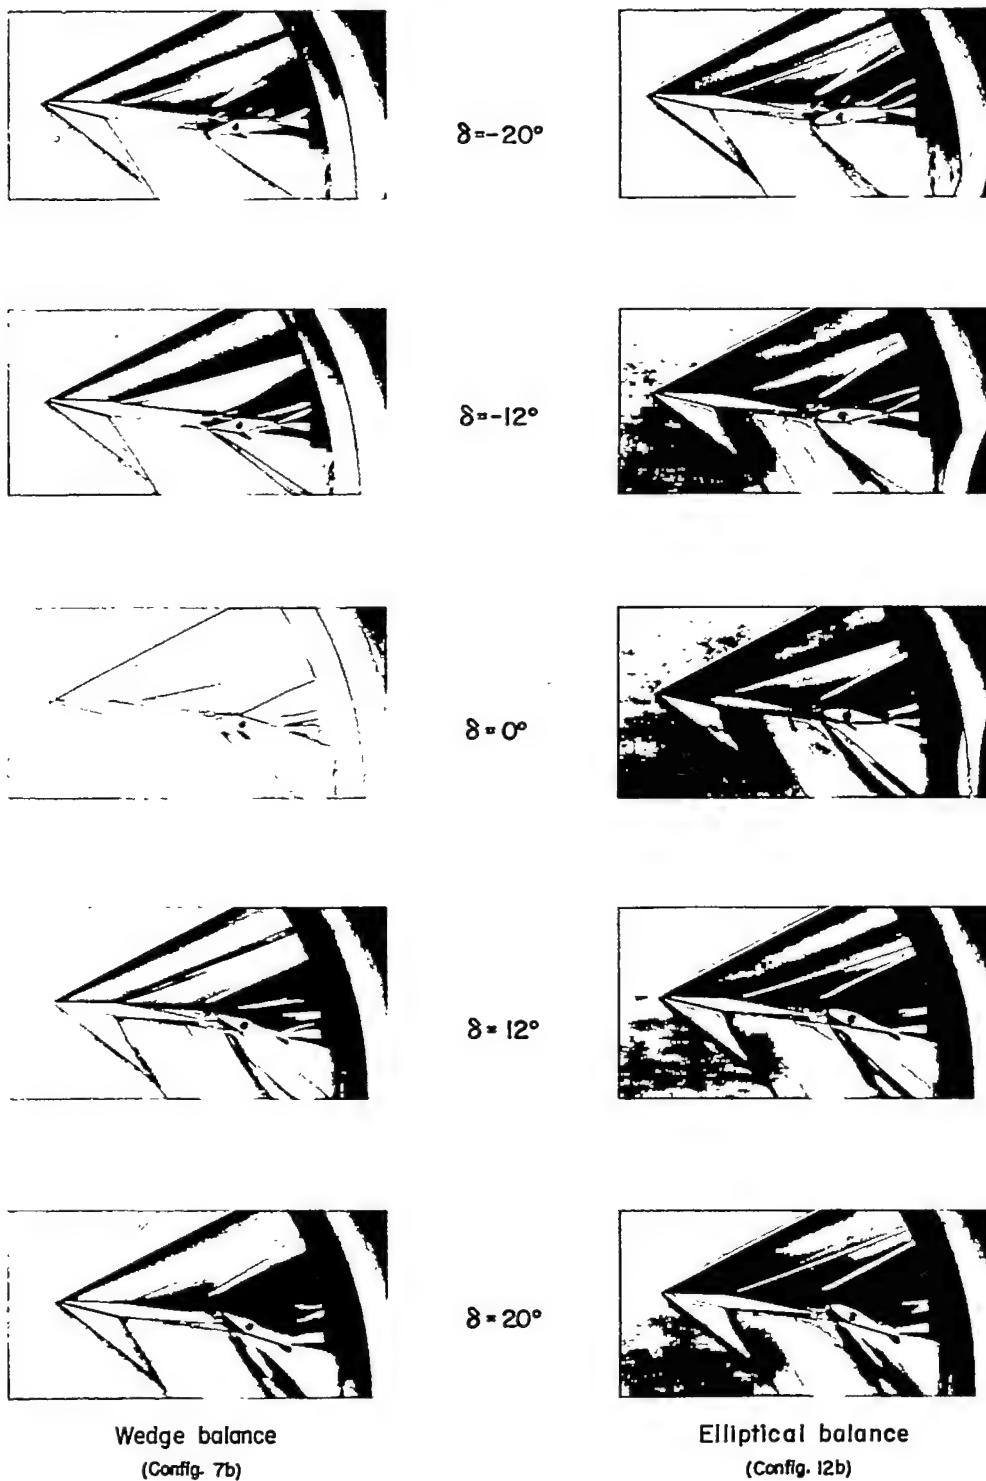 δ=-20°
δ=-12°
δ=0°
δ=12°
δ=20°
Wedge balance
(Config. 7b)
Elliptical balance
(Config. 12b)